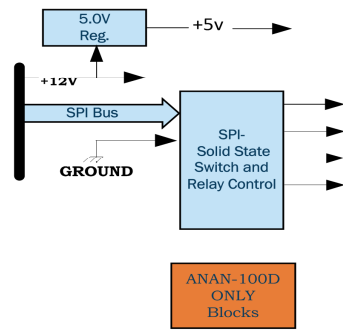 5.0V
Reg.
+5v
+12V
SPI Bus
SPI-
Solid State
Switch and
Relay Control
GROUND
ANAN-100D
ONLY
Blocks